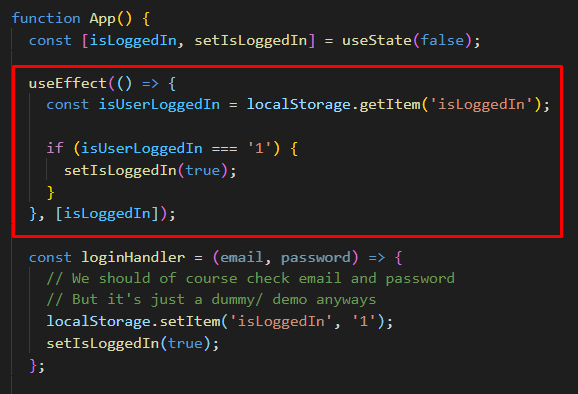 function App() {
const [isLoggedIn, setIsLoggedIn] = useState(false);
useEffect(() => {
const isUserLoggedIn = localStorage.getItem('isLoggedIn');
if (isUserLoggedIn === '1') {
setIsLoggedIn(true);
}
}, [isLoggedIn]);
const loginHandler = (email, password) => {
// We should of course check email and password
// But it's just a dummy/ demo anyways
localStorage.setItem('isLoggedIn', '1');
setIsLoggedIn(true);
};